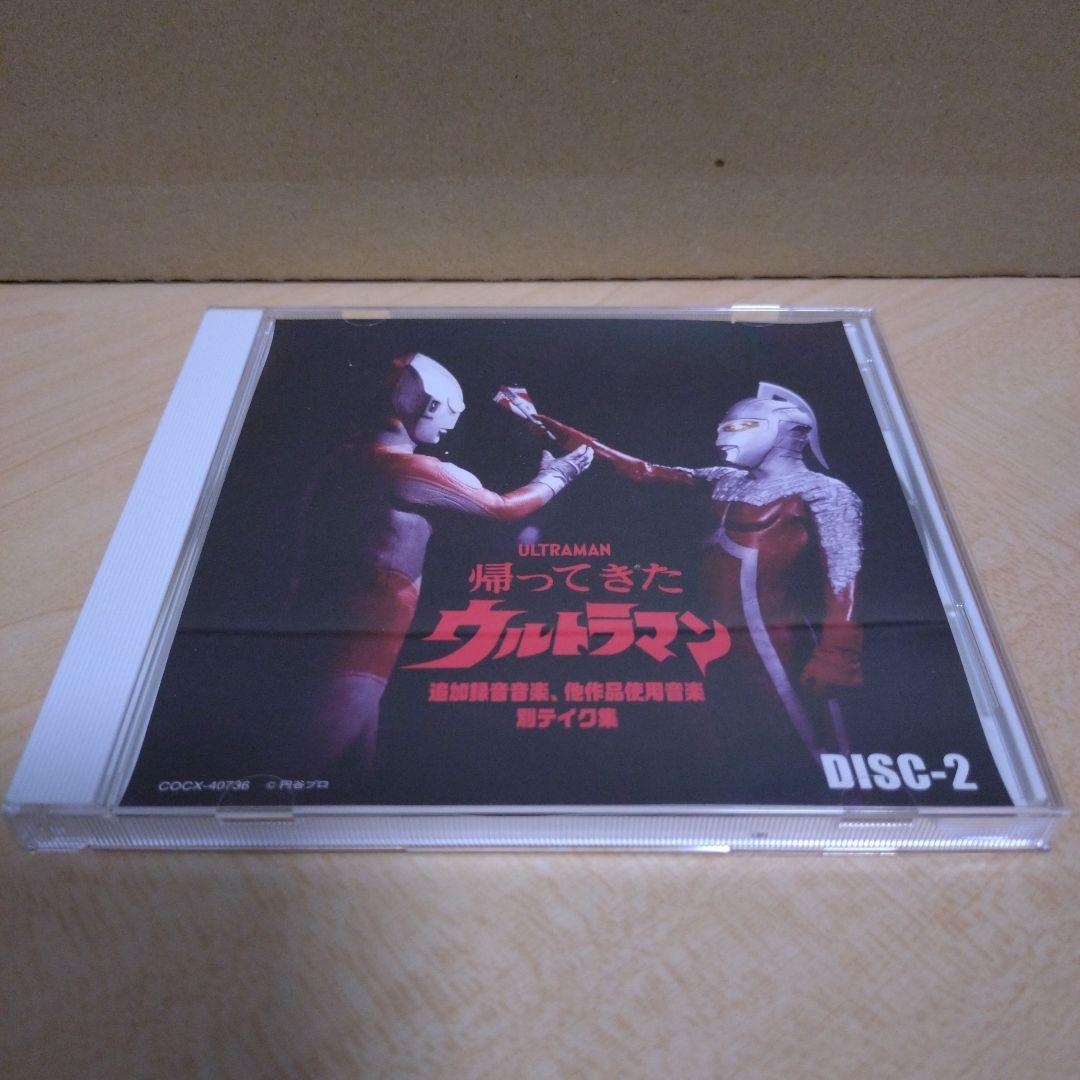 ULTRAMAN
帰ってきた
ウルトラマン
追加録音音楽、他作品使用音楽
別テイク集
COCX-40736 © 円谷プロ
DISC-2